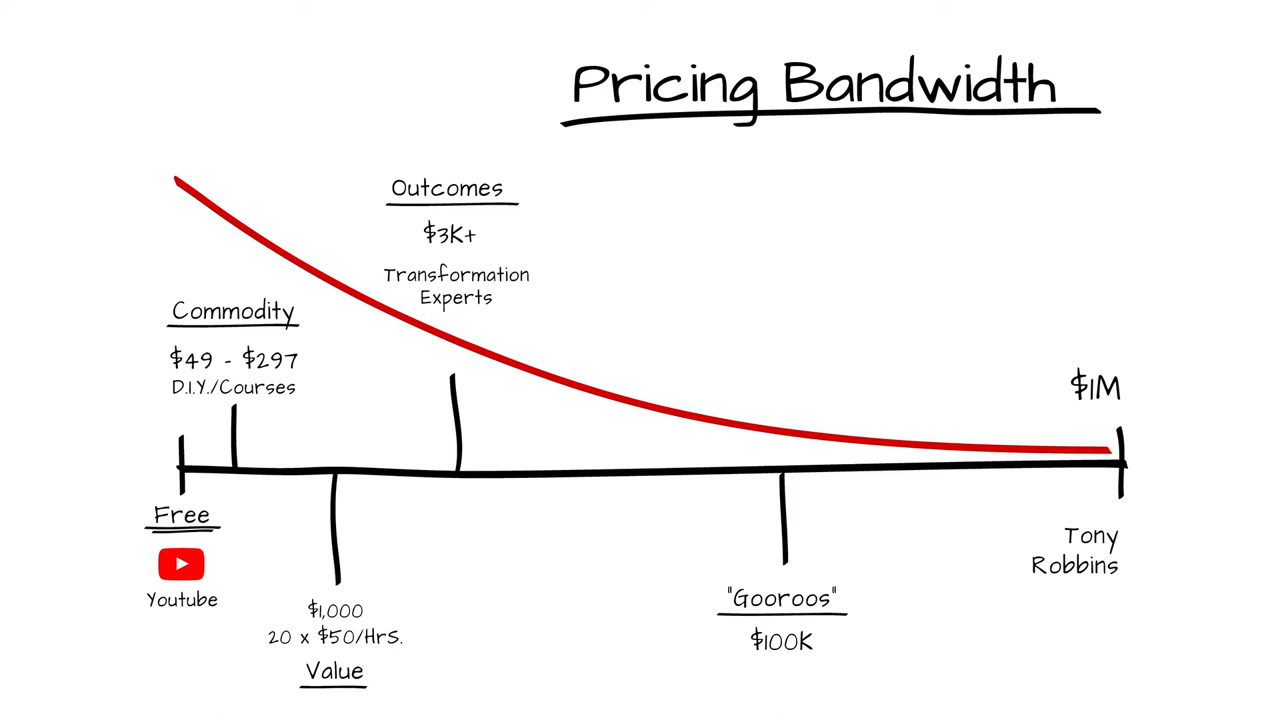 Pricing Bandwidth
Outcomes
$3K+
Transformation
Experts
Commodity
$49 - $297
D.I.Y./Courses
$1M
Free
Youtube
$1,000
20 x $50/Hrs.
Value
"Gooroos"
$100K
Tony
Robbins